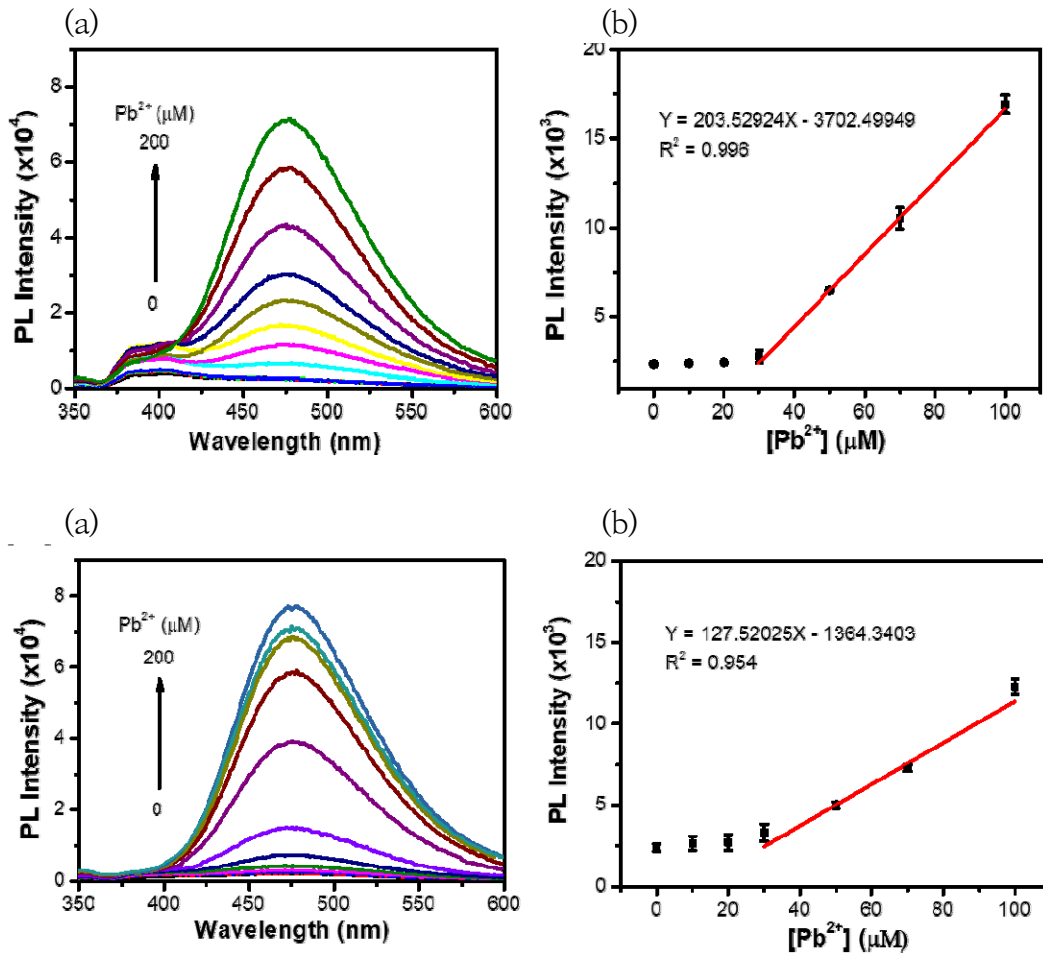 (a)
PL Intensity (x10⁴)
8
6
4
2
0
Pb²⁺ (μM)
200
0
350 400 450 500 550 600
Wavelength (nm)
(b)
PL Intensity (x10³)
20
15
10
5
Y = 203.52924X - 3702.49949
R² = 0.996
0 20 40 60 80 100
[Pb²⁺] (μM)
(a)
PL Intensity (x10⁴)
8
6
4
2
0
Pb²⁺ (μM)
200
0
350 400 450 500 550 600
Wavelength (nm)
(b)
PL Intensity (x10³)
20
15
10
5
0
Y = 127.52025X - 1364.3403
R² = 0.954
0 20 40 60 80 100
[Pb²⁺] (μM)